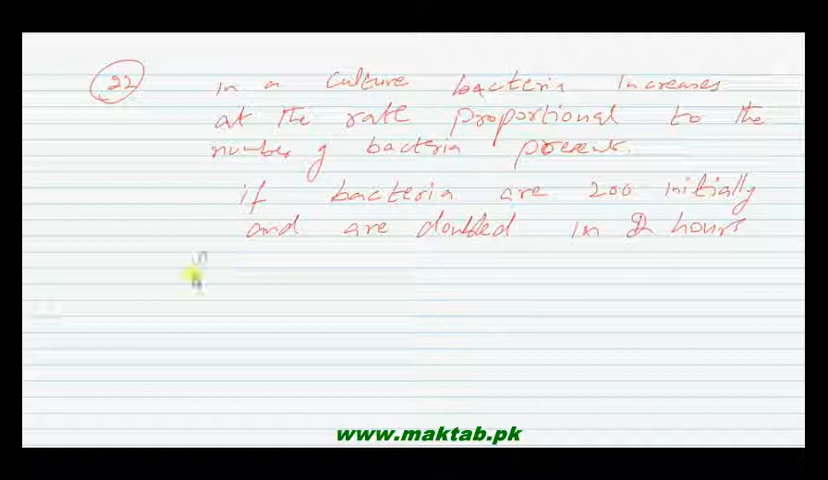 22 In a culture bacteria increases
at the rate proportional to the
number of bacteria present.
if bacteria are 200 initially
and are doubled in 2 hours
www.maktab.pk